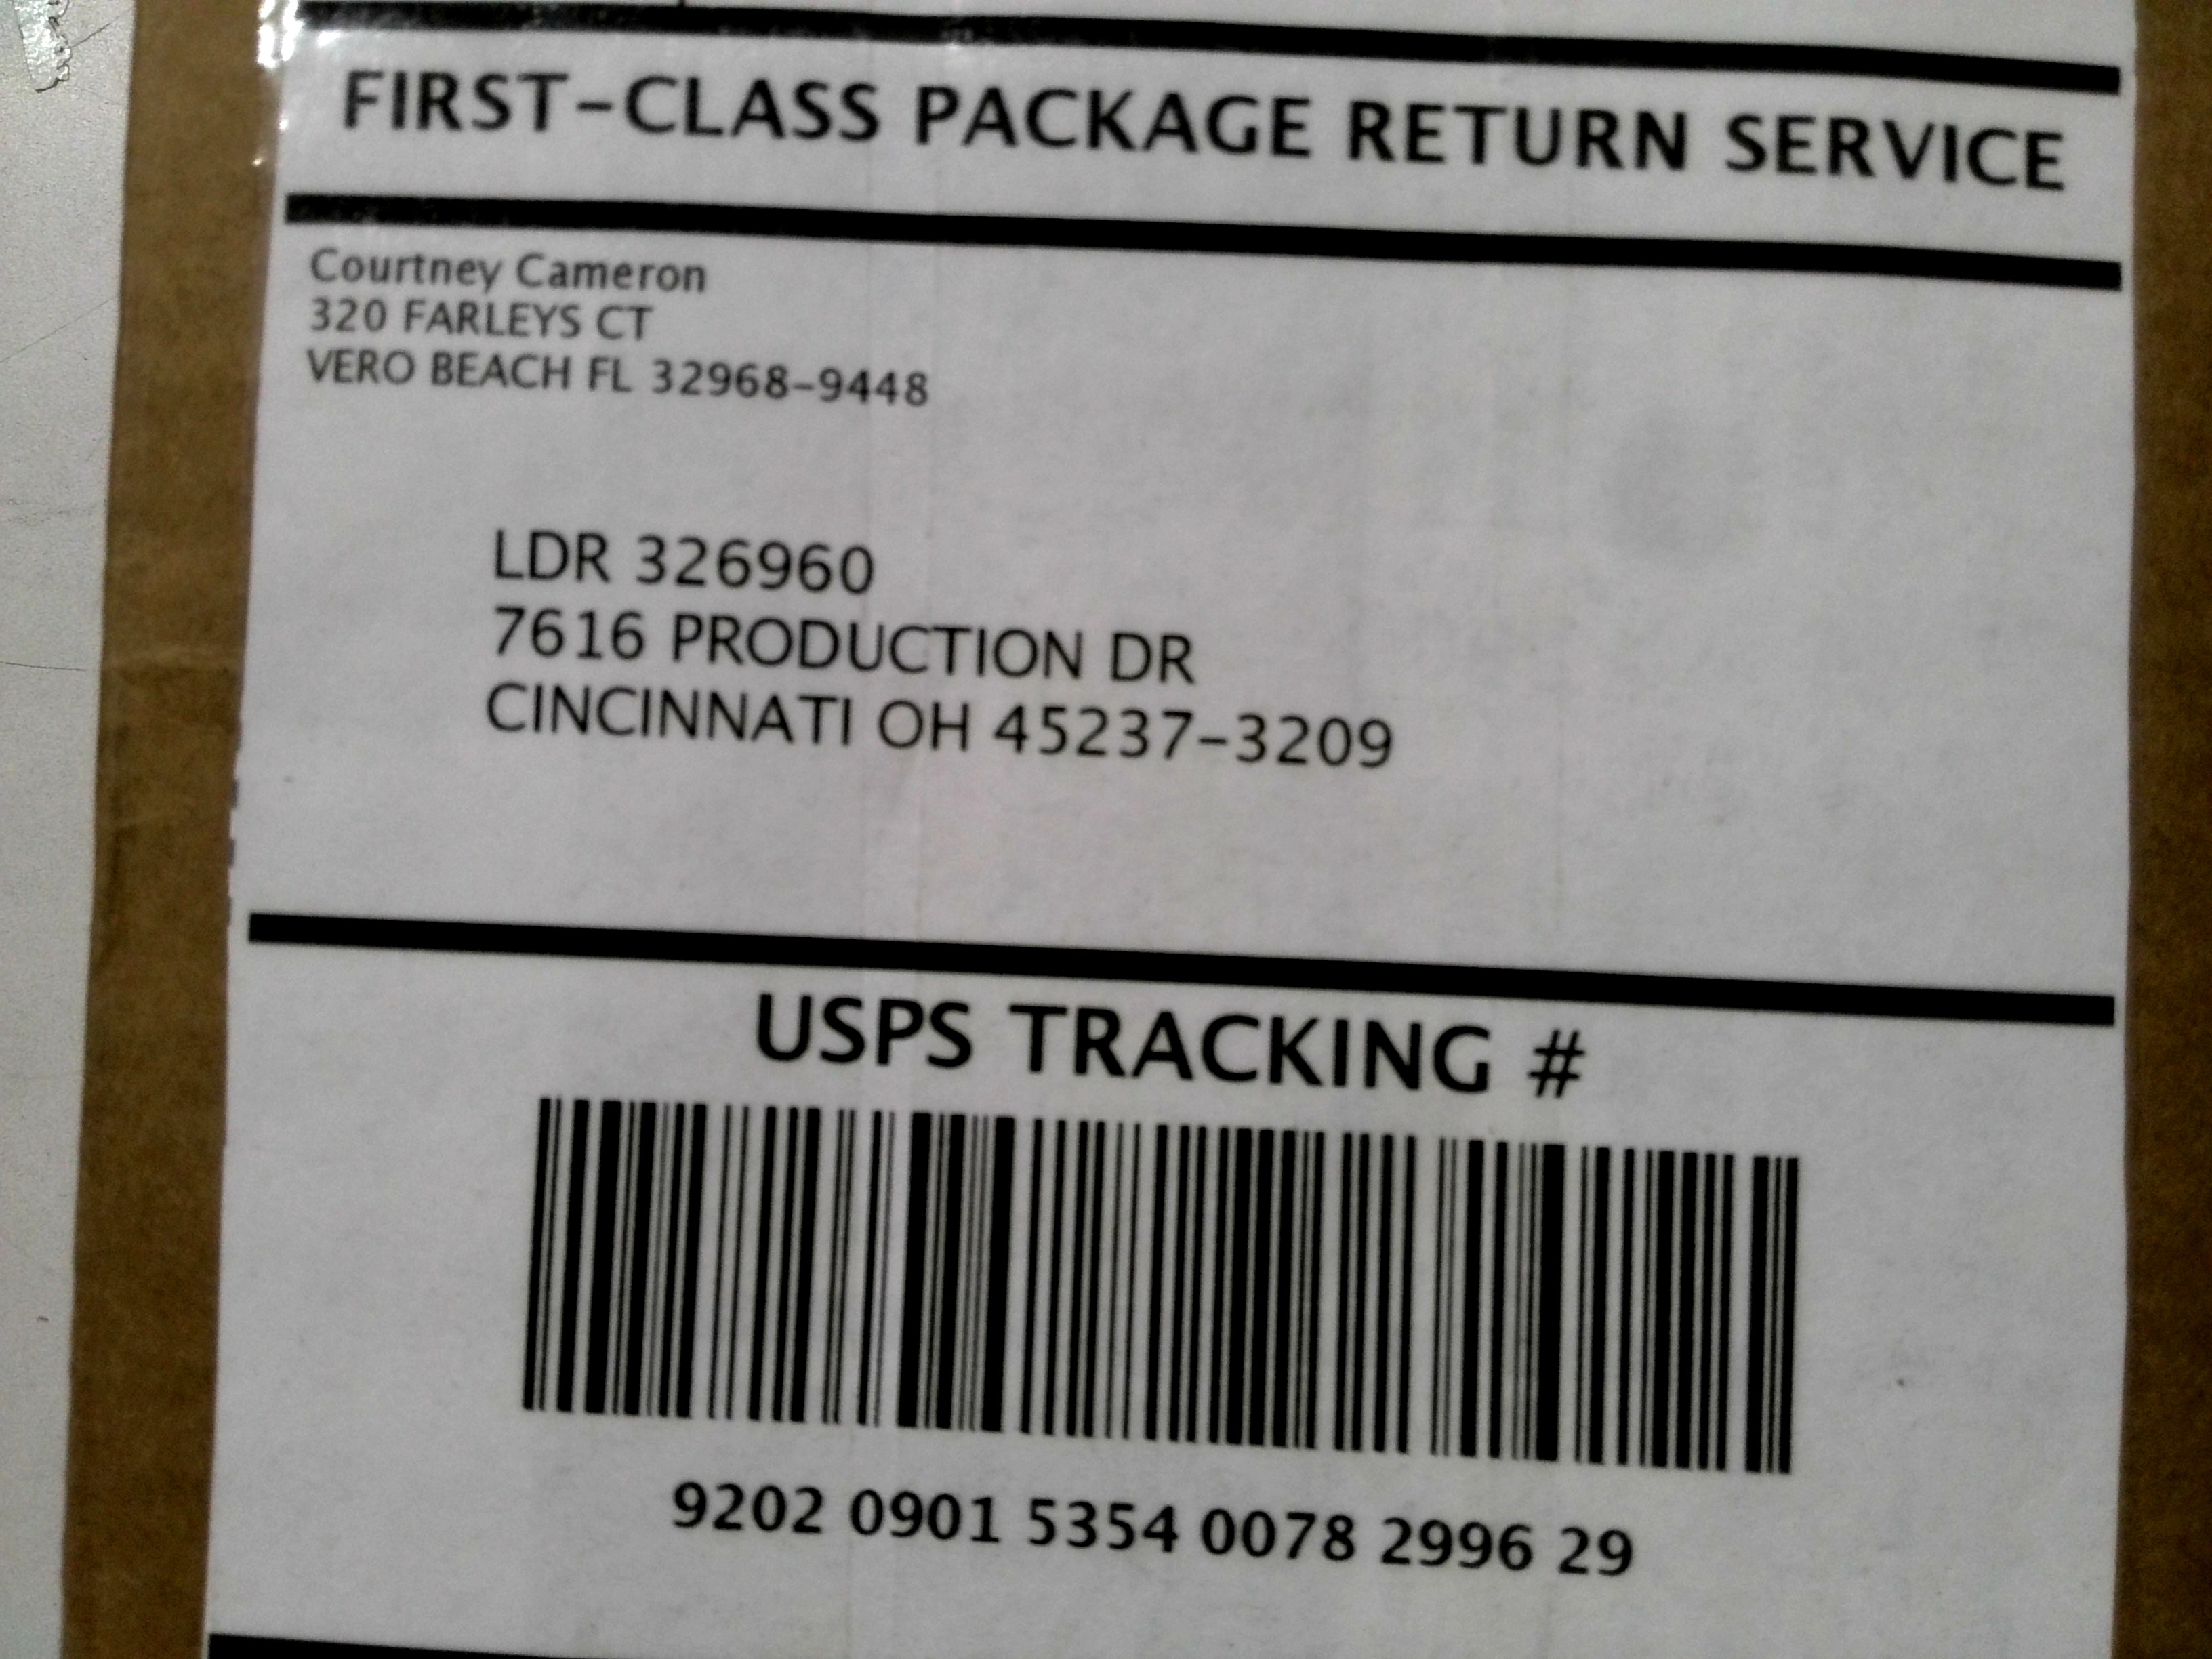 FIRST-CLASS PACKAGE RETURN SERVICE
Courtney Cameron
320 FARLEYS CT
VERO BEACH FL 32968-9448
LDR 326960
7616 PRODUCTION DR
CINCINNATI OH 45237-3209
USPS TRACKING #
9202 0901 5354 0078 2996 29